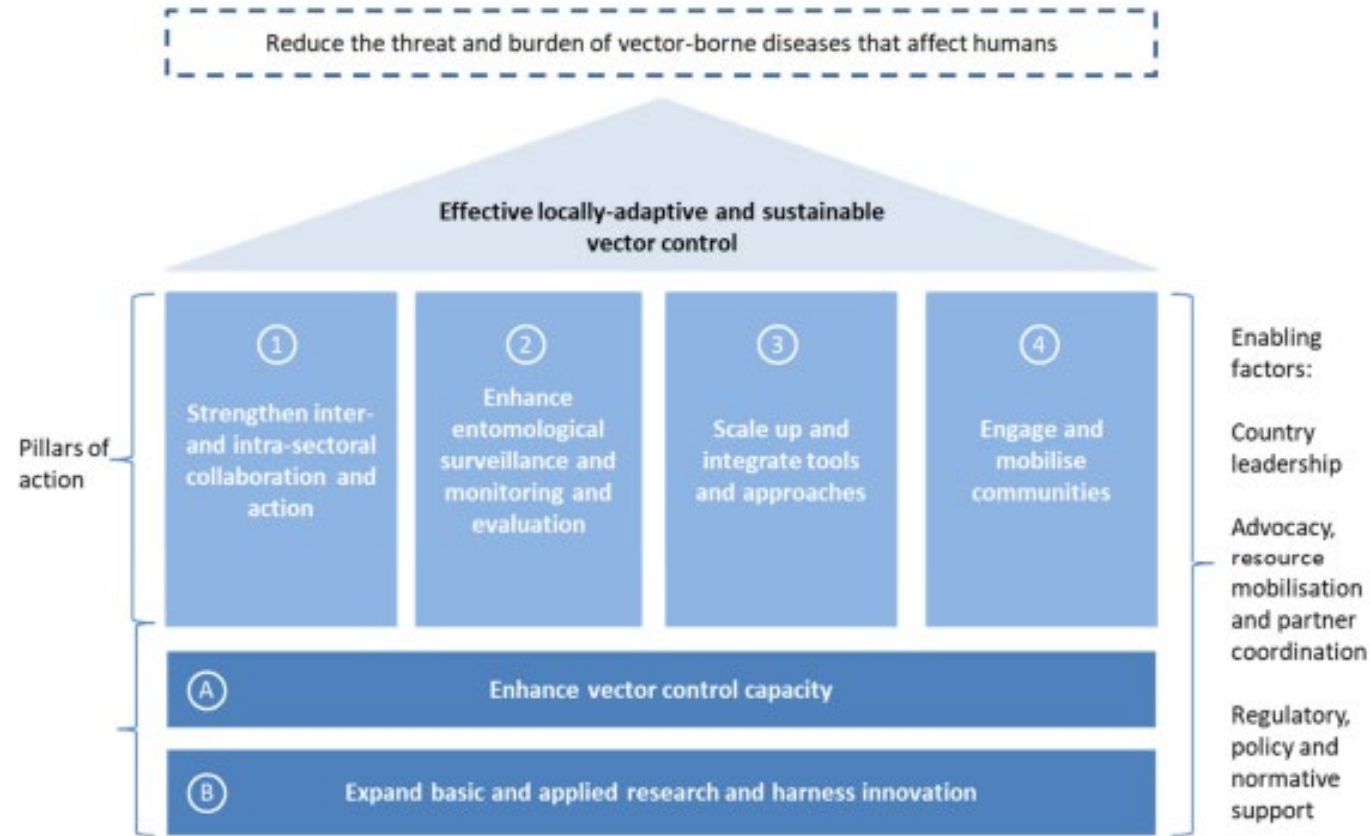 Reduce the threat and burden of vector-borne diseases that affect humans
Effective locally-adaptive and sustainable
vector control
Pillars of
action
1
Strengthen inter-
and intra-sectoral
collaboration and
action
2
Enhance
entomological
surveillance and
monitoring and
evaluation
3
Scale up and
integrate tools
and approaches
4
Engage and
mobilise
communities
A
Enhance vector control capacity
B
Expand basic and applied research and harness innovation
Enabling
factors:
Country
leadership
Advocacy,
resource
mobilisation
and partner
coordination
Regulatory,
policy and
normative
support